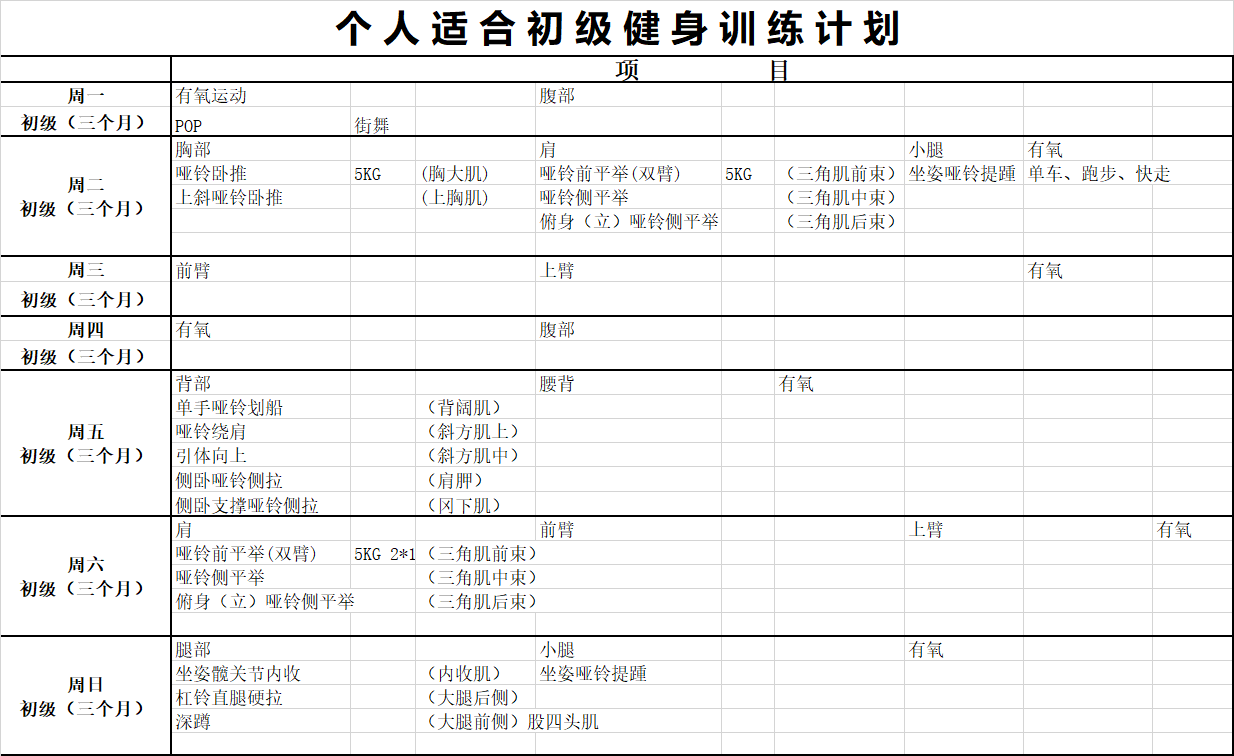 个人适合初级健身训练计划
项 目
周一 有氧运动 腹部
初级（三个月） POP 街舞
胸部 肩 小腿 有氧
周二 哑铃卧推 5KG (胸大肌) 哑铃前平举(双臂) 5KG （三角肌前束） 坐姿哑铃提踵 单车、跑步、快走
初级（三个月） 上斜哑铃卧推 (上胸肌) 哑铃侧平举 （三角肌中束）
俯身（立）哑铃侧平举 （三角肌后束）
周三 前臂 上臂 有氧
初级（三个月）
周四 有氧 腹部
初级（三个月）
背部 腰背 有氧
单手哑铃划船 （背阔肌）
周五 哑铃绕肩 （斜方肌上）
初级（三个月） 引体向上 （斜方肌中）
侧卧哑铃侧拉 （肩胛）
侧卧支撑哑铃侧拉 （冈下肌）
肩 前臂 上臂 有氧
周六 哑铃前平举(双臂) 5KG 2*1 （三角肌前束）
初级（三个月） 哑铃侧平举 （三角肌中束）
俯身（立）哑铃侧平举 （三角肌后束）
腿部 小腿 有氧
周日 坐姿髋关节内收 （内收肌） 坐姿哑铃提踵
初级（三个月） 杠铃直腿硬拉 （大腿后侧）
深蹲 （大腿前侧）股四头肌